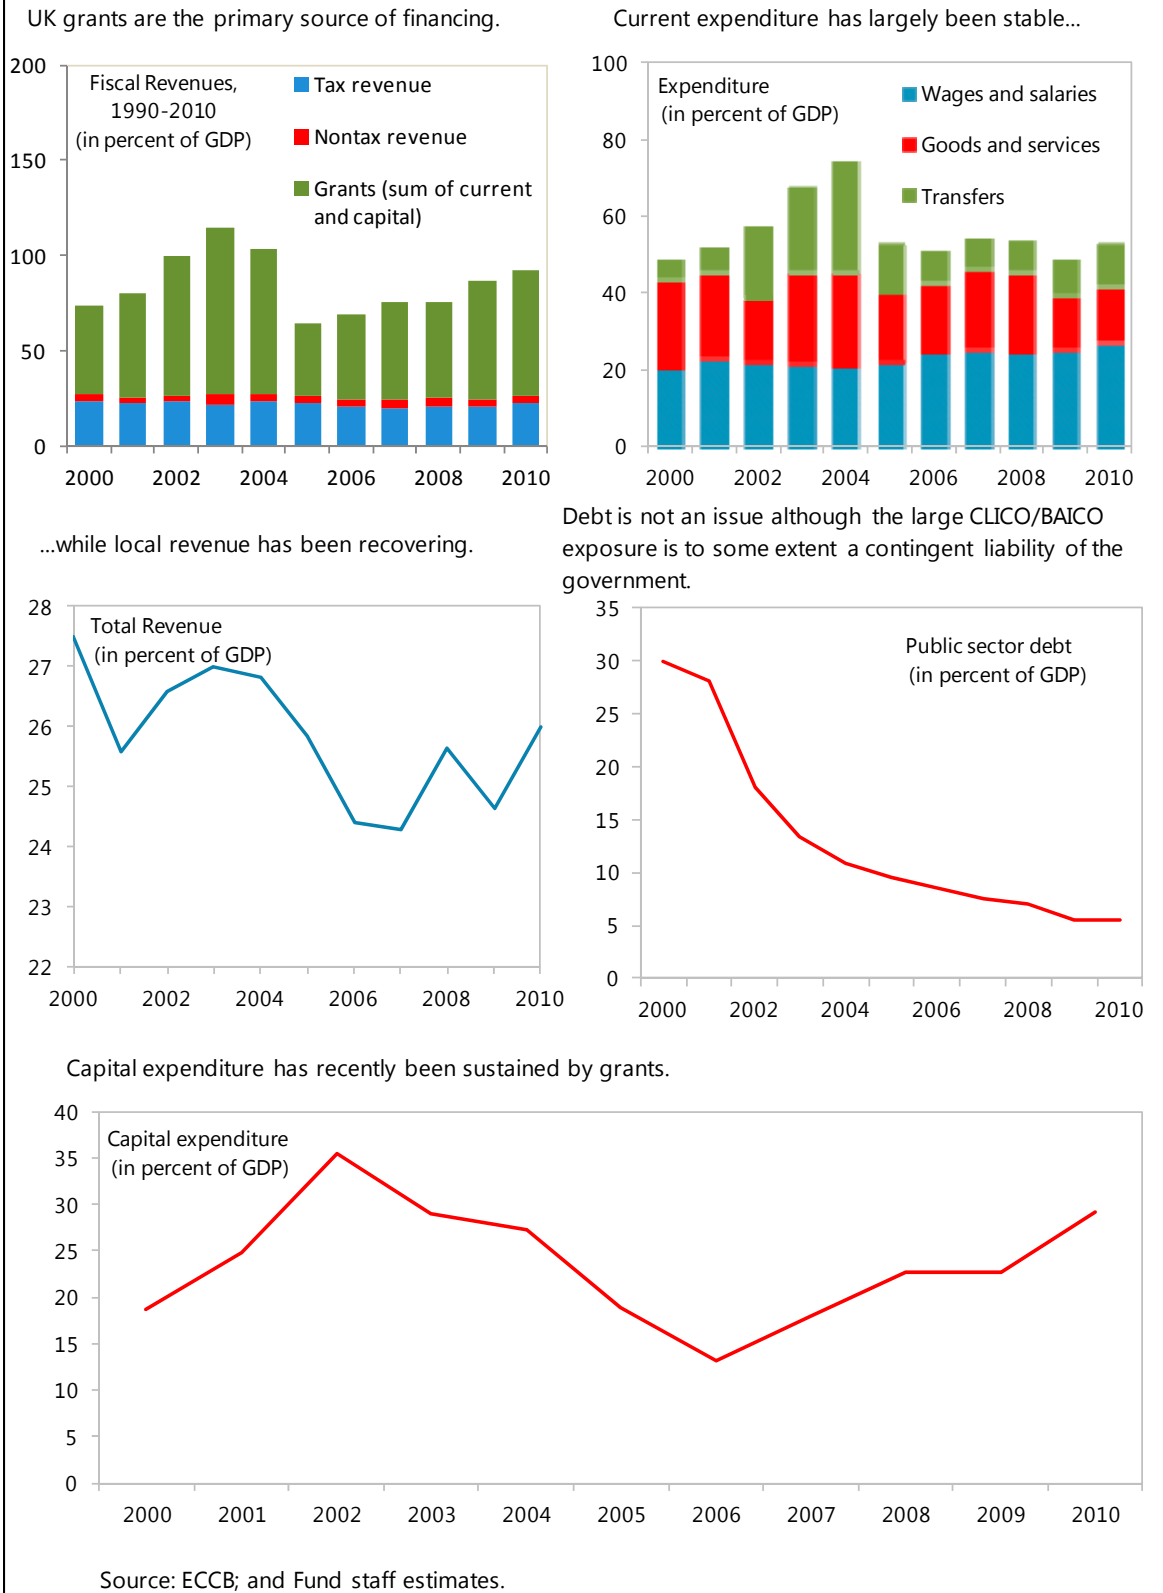 UK grants are the primary source of financing.
200
150
100
50
0
Fiscal Revenues,
1990-2010
(in percent of GDP)
Tax revenue
Nontax revenue
Grants (sum of current
and capital)
2000 2002 2004 2006 2008 2010
Current expenditure has largely been stable...
100
80
60
40
20
0
Expenditure
(in percent of GDP)
Wages and salaries
Goods and services
Transfers
2000 2002 2004 2006 2008 2010
...while local revenue has been recovering.
28
27
26
25
24
23
22
Total Revenue
(in percent of GDP)
2000 2002 2004 2006 2008 2010
Debt is not an issue although the large CLICO/BAICO
exposure is to some extent a contingent liability of the
government.
35
30
25
20
15
10
5
0
Public sector debt
(in percent of GDP)
2000 2002 2004 2006 2008 2010
Capital expenditure has recently been sustained by grants.
40
35
30
25
20
15
10
5
0
Capital expenditure
(in percent of GDP)
2000 2001 2002 2003 2004 2005 2006 2007 2008 2009 2010
Source: ECCB; and Fund staff estimates.